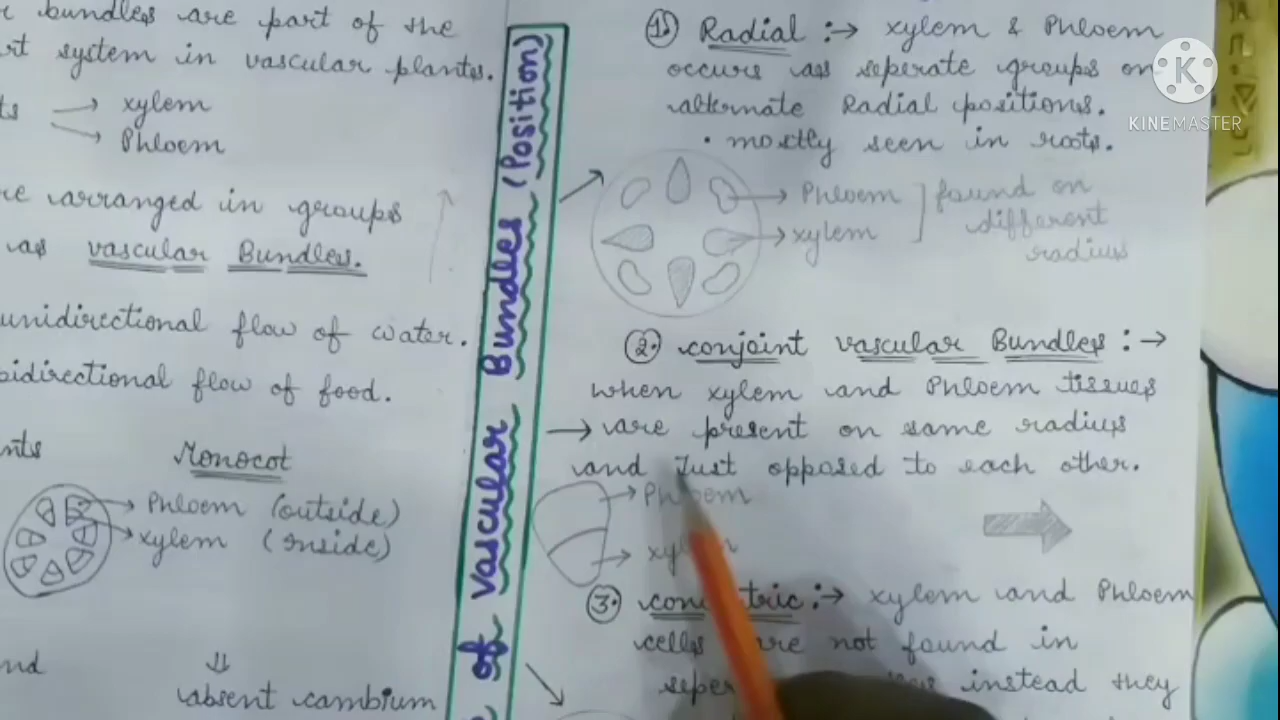 bundles are part of the
system in vascular plants.
xylem
Phloem
arranged in groups
as vascular Bundles.
unidirectional flow of water.
bidirectional flow of food.
Monocot
Phloem (outside)
xylem (inside)
absent cambium
of vascular Bundles (Position)
1. Radial :→ xylem & Phloem
occurs as seperate groups on
alternate Radial positions.
• mostly seen in roots.
Phloem
xylem
found on
different
radius
2. conjoint vascular Bundles :→
when xylem and Phloem tissues
→ are present on same radius
and Just opposed to each other.
Phloem
3. :→ xylem and Phloem
cells are not found in
instead they
KINEMASTER